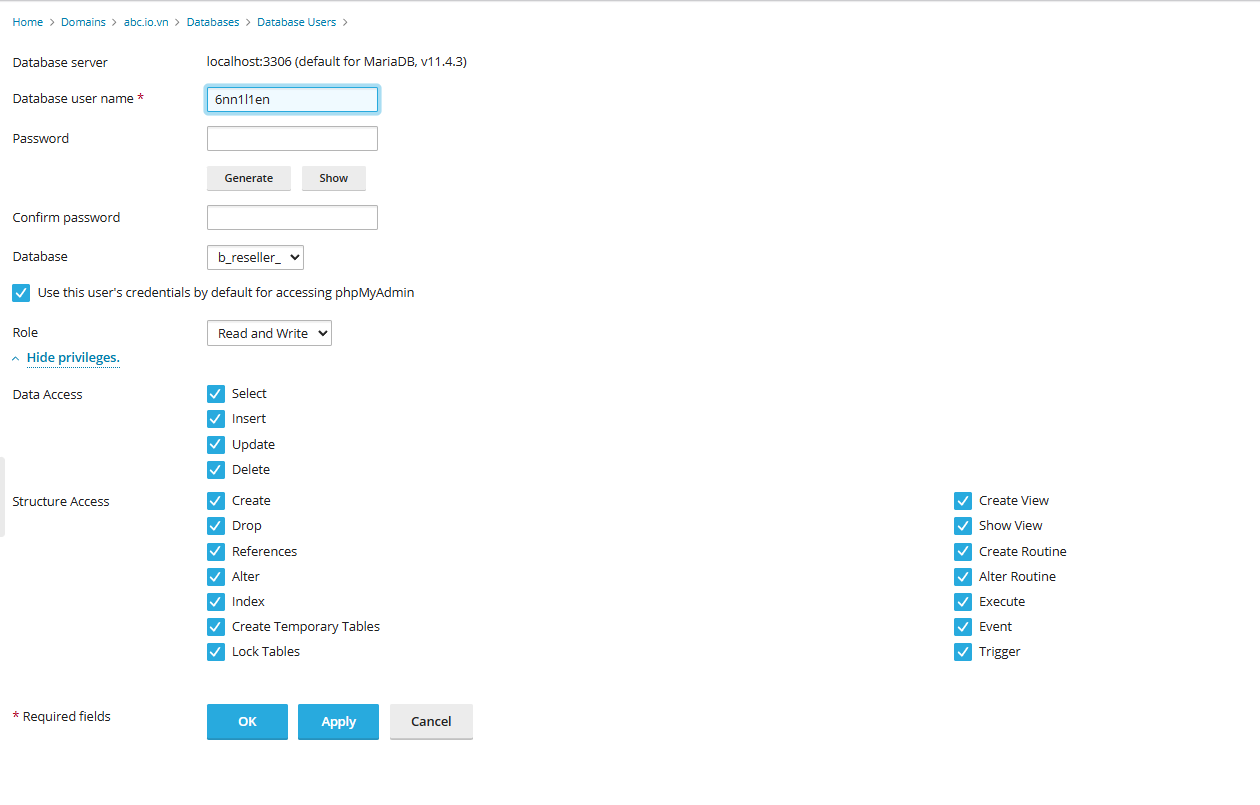 Home > Domains > abc.io.vn > Databases > Database Users >
Database server localhost:3306 (default for MariaDB, v11.4.3)
Database user name * 6nn1l1en
Password
Generate Show
Confirm password
Database b_reseller_
Use this user's credentials by default for accessing phpMyAdmin
Role Read and Write
Hide privileges.
Data Access Select
Insert
Update
Delete
Structure Access Create Create View
Drop Show View
References Create Routine
Alter Alter Routine
Index Execute
Create Temporary Tables Event
Lock Tables Trigger
* Required fields OK Apply Cancel